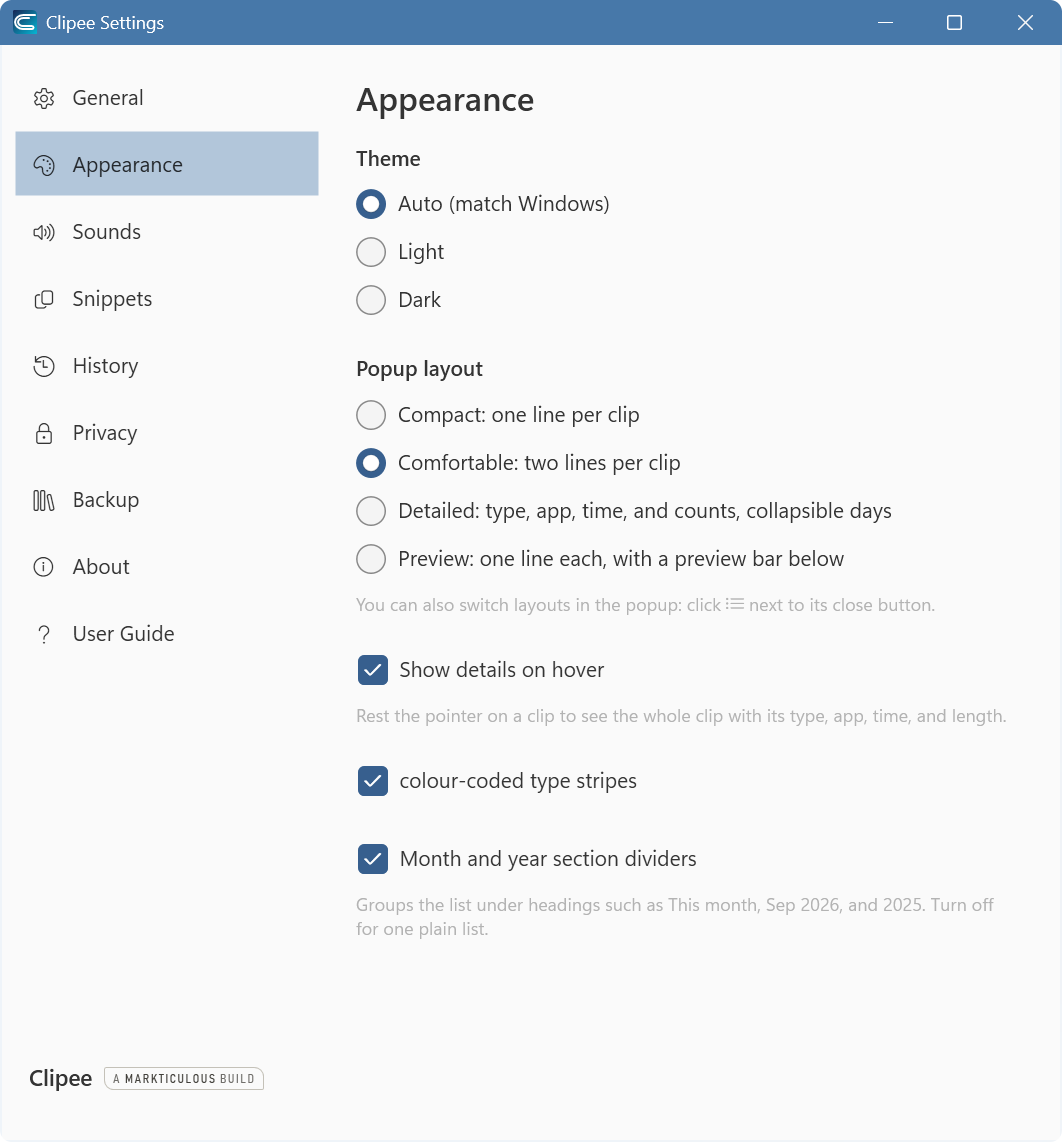 Clipee Settings
General
Appearance
Sounds
Snippets
History
Privacy
Backup
About
User Guide
Appearance
Theme
Auto (match Windows)
Light
Dark
Popup layout
Compact: one line per clip
Comfortable: two lines per clip
Detailed: type, app, time, and counts, collapsible days
Preview: one line each, with a preview bar below
You can also switch layouts in the popup: click next to its close button.
Show details on hover
Rest the pointer on a clip to see the whole clip with its type, app, time, and length.
colour-coded type stripes
Month and year section dividers
Groups the list under headings such as This month, Sep 2026, and 2025. Turn off
for one plain list.
Clipee
A MARKTICULOUS BUILD